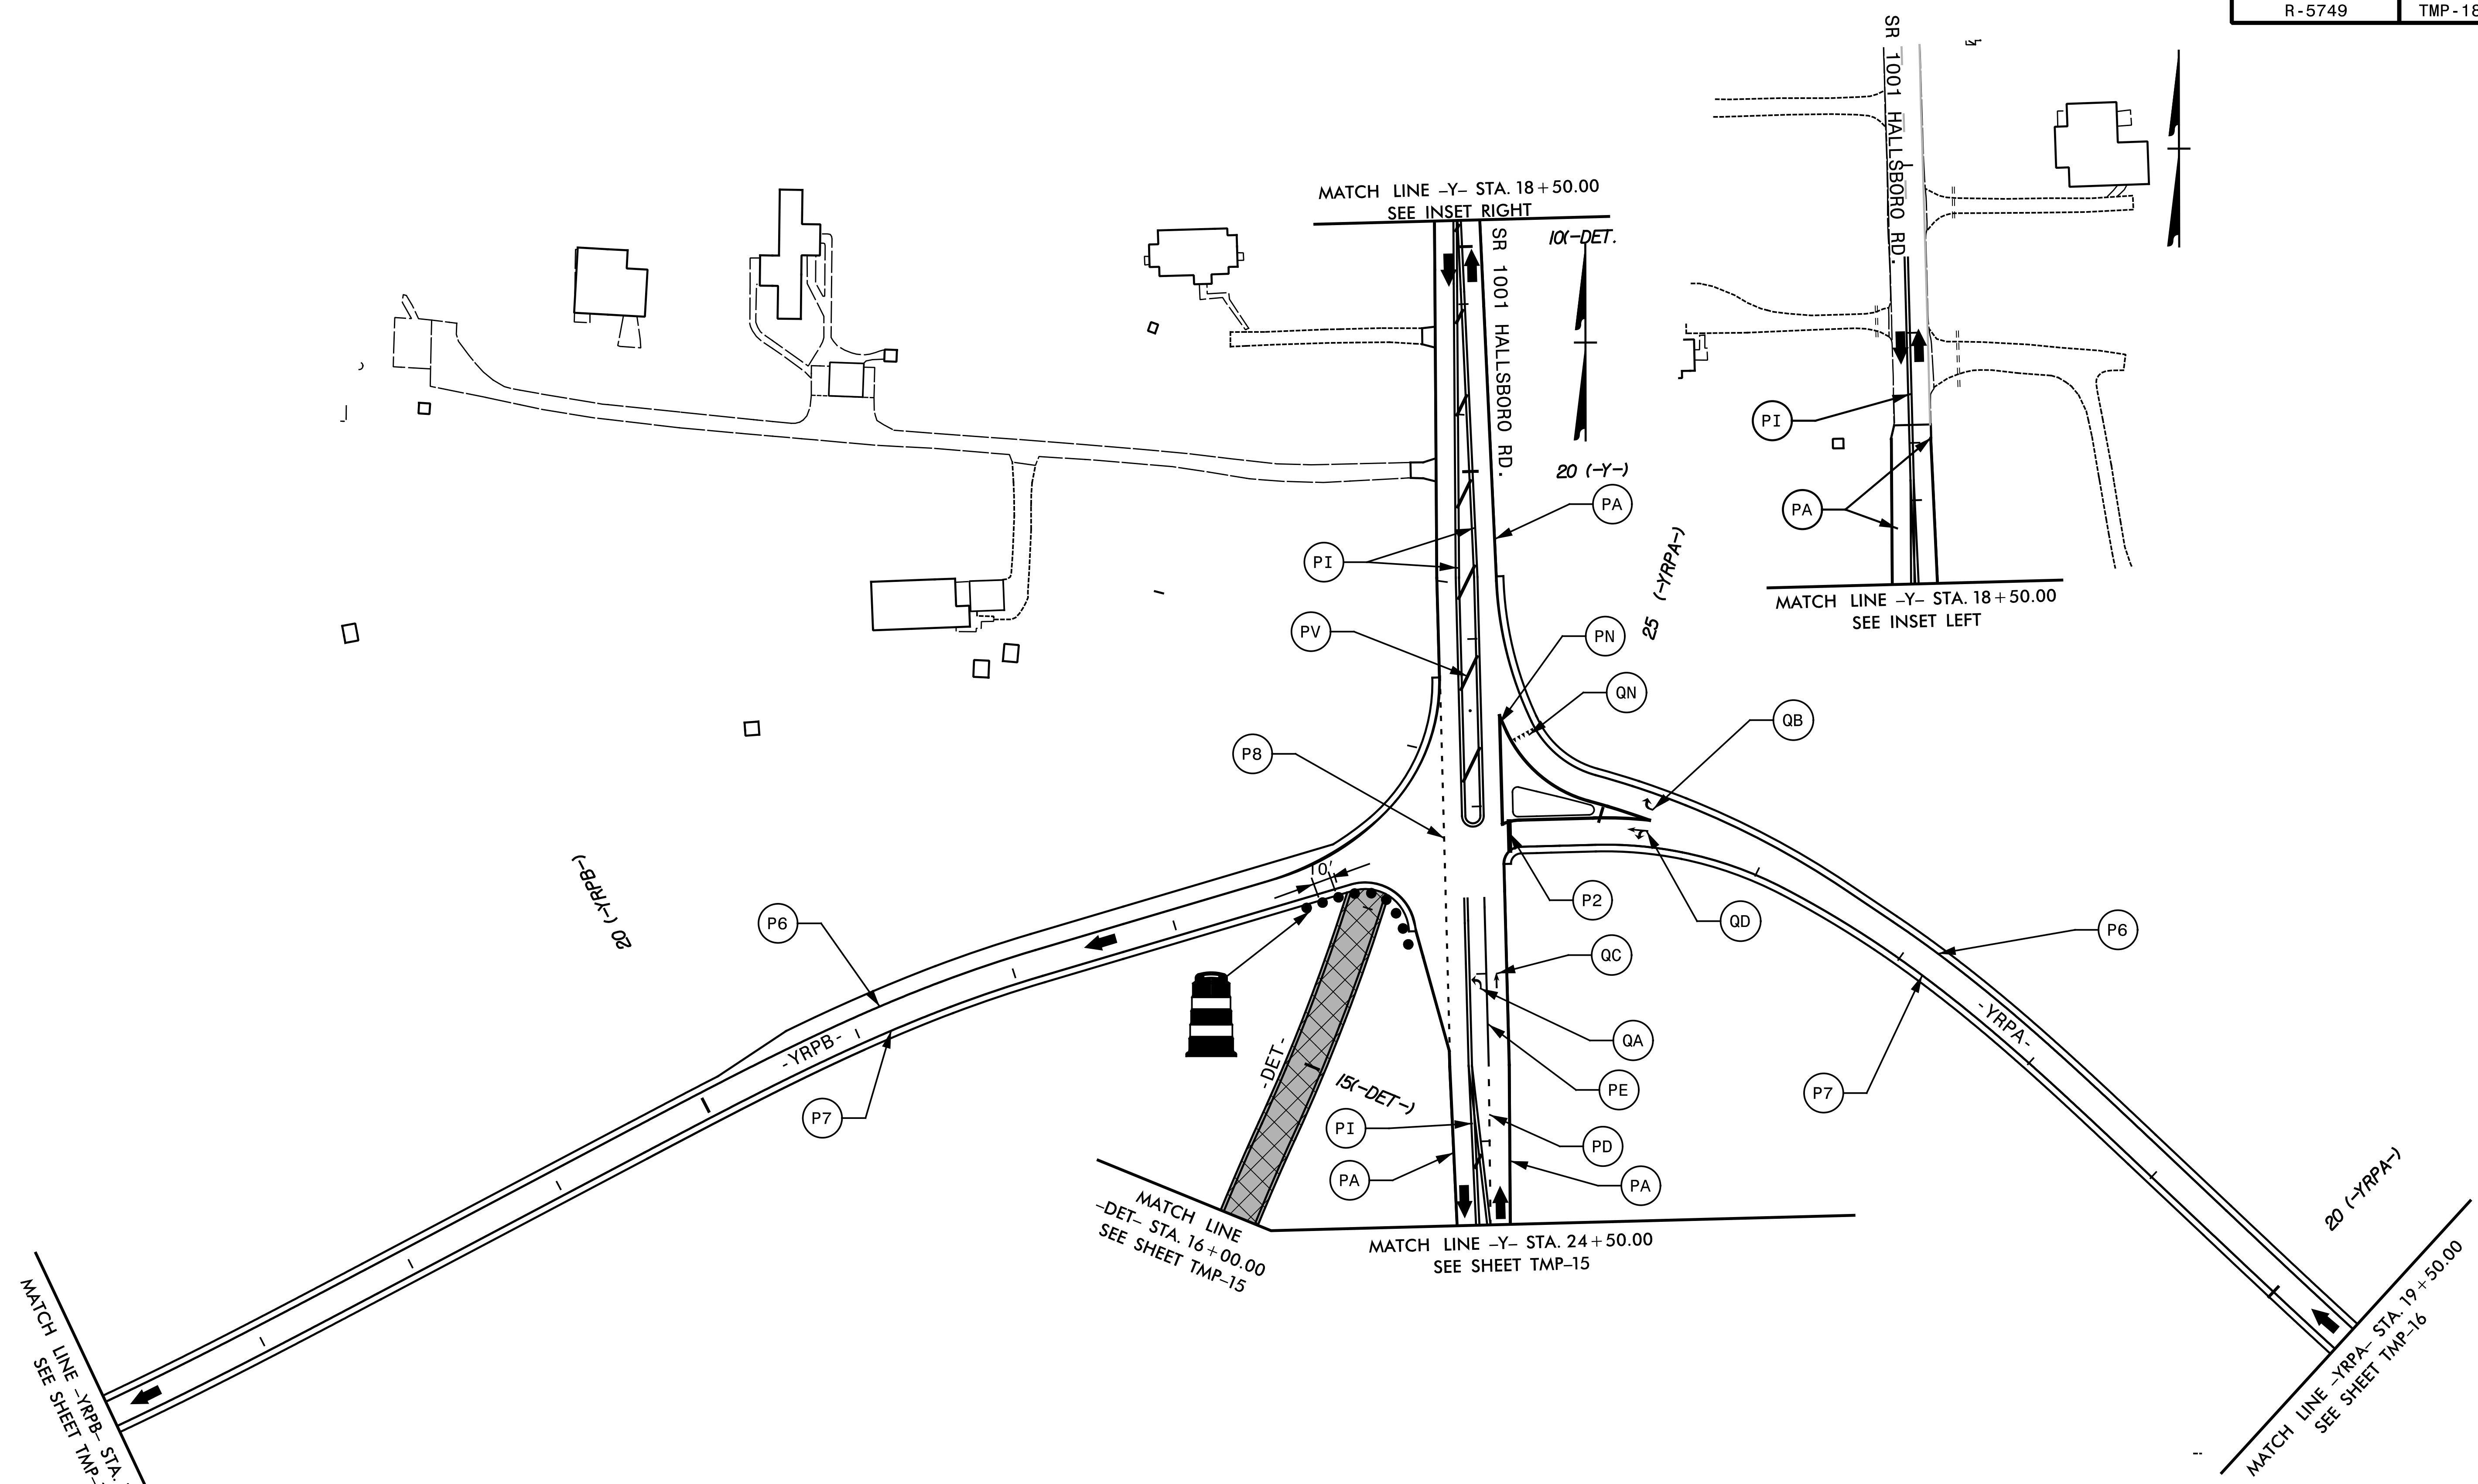 R-5749
TMP-18
SR 1001 HALLSBORO RD.
MATCH LINE -Y- STA. 18+50.00
SEE INSET RIGHT
10(-DET.
SR 1001 HALLSBORO RD.
PI
PA
20 (-Y-)
PA
PI
25 (-YRPA-)
MATCH LINE -Y- STA. 18+50.00
SEE INSET LEFT
PV
PN
QN
QB
P8
20 (-YRPB-)
10'
P6
P2
QD
P6
QC
-YRPB-
-YRPA-
QA
-DET-
15(-DET-)
PE
P7
P7
PI
PD
PA
PA
20 (-YRPA-)
MATCH LINE
-DET- STA. 16+00.00
SEE SHEET TMP-15
MATCH LINE -Y- STA. 24+50.00
SEE SHEET TMP-15
MATCH LINE -YRPB- STA.
SEE SHEET TMP-
MATCH LINE -YRPA- STA. 19+50.00
SEE SHEET TMP-16